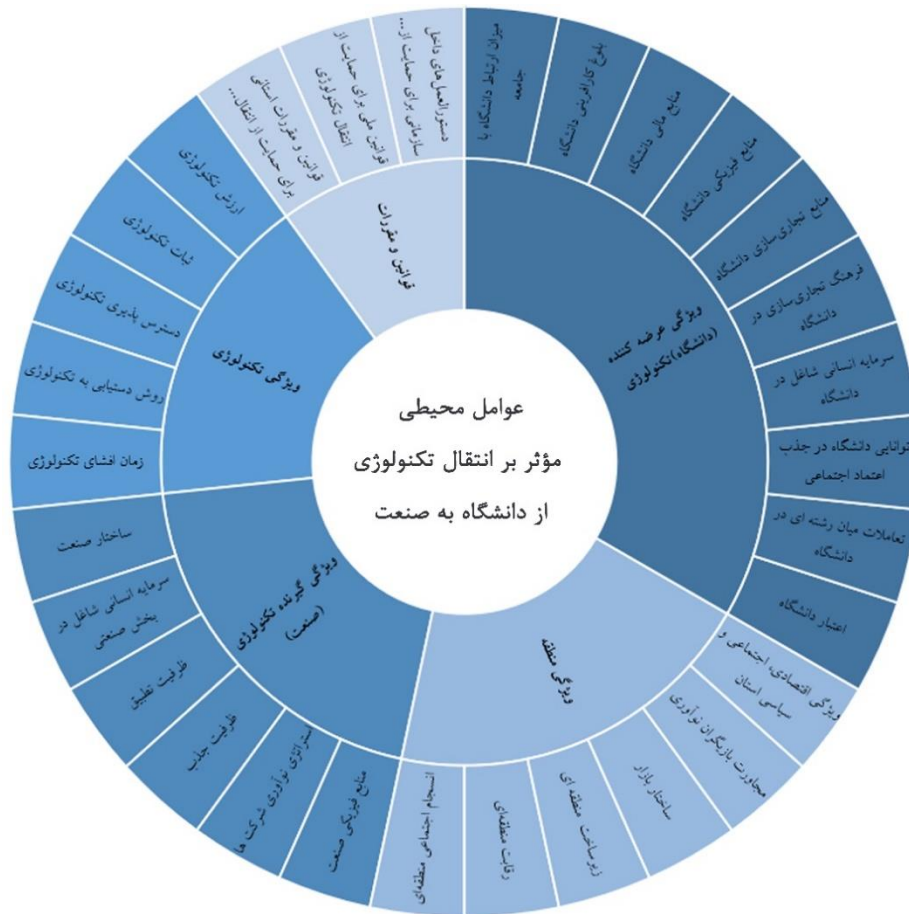 عوامل محیطی
مؤثر بر انتقال تکنولوژی
از دانشگاه به صنعت
ویژگی عرضه کننده
(دانشگاه)تکنولوژی
میزان ارتباط دانشگاه با
جامعه
بلوغ کارآفرینی دانشگاه
منابع مالی دانشگاه
منابع فیزیکی دانشگاه
منابع تجاری‌سازی دانشگاه
فرهنگ تجاری‌سازی در
دانشگاه
سرمایه انسانی شاغل در
دانشگاه
توانایی دانشگاه در جذب
اعتماد اجتماعی
تعاملات میان رشته ای در
دانشگاه
اعتبار دانشگاه
ویژگی منطقه
ویژگی اقتصادی، اجتماعی و
سیاسی استان
مجاورت بازیگران نوآوری
ساختار بازار
زیرساخت منطقه ای
رقابت منطقه‌ای
انسجام اجتماعی منطقه‌ای
ویژگی گیرنده تکنولوژی
(صنعت)
منابع فیزیکی صنعت
ستراتژی نوآوری شرکت ها
ظرفیت جذب
ظرفیت تطبیق
سرمایه انسانی شاغل در
بخش صنعتی
ساختار صنعت
ویژگی تکنولوژی
زمان افشای تکنولوژی
روش دستیابی به تکنولوژی
دسترس پذیری تکنولوژی
ثبات تکنولوژی
ارزش تکنولوژی
قوانین و مقررات
قوانین و مقررات استانی
برای حمایت از انتقال...
قوانین ملی برای حمایت از
انتقال تکنولوژی
دستورالعمل‌های داخل
سازمانی برای حمایت از...